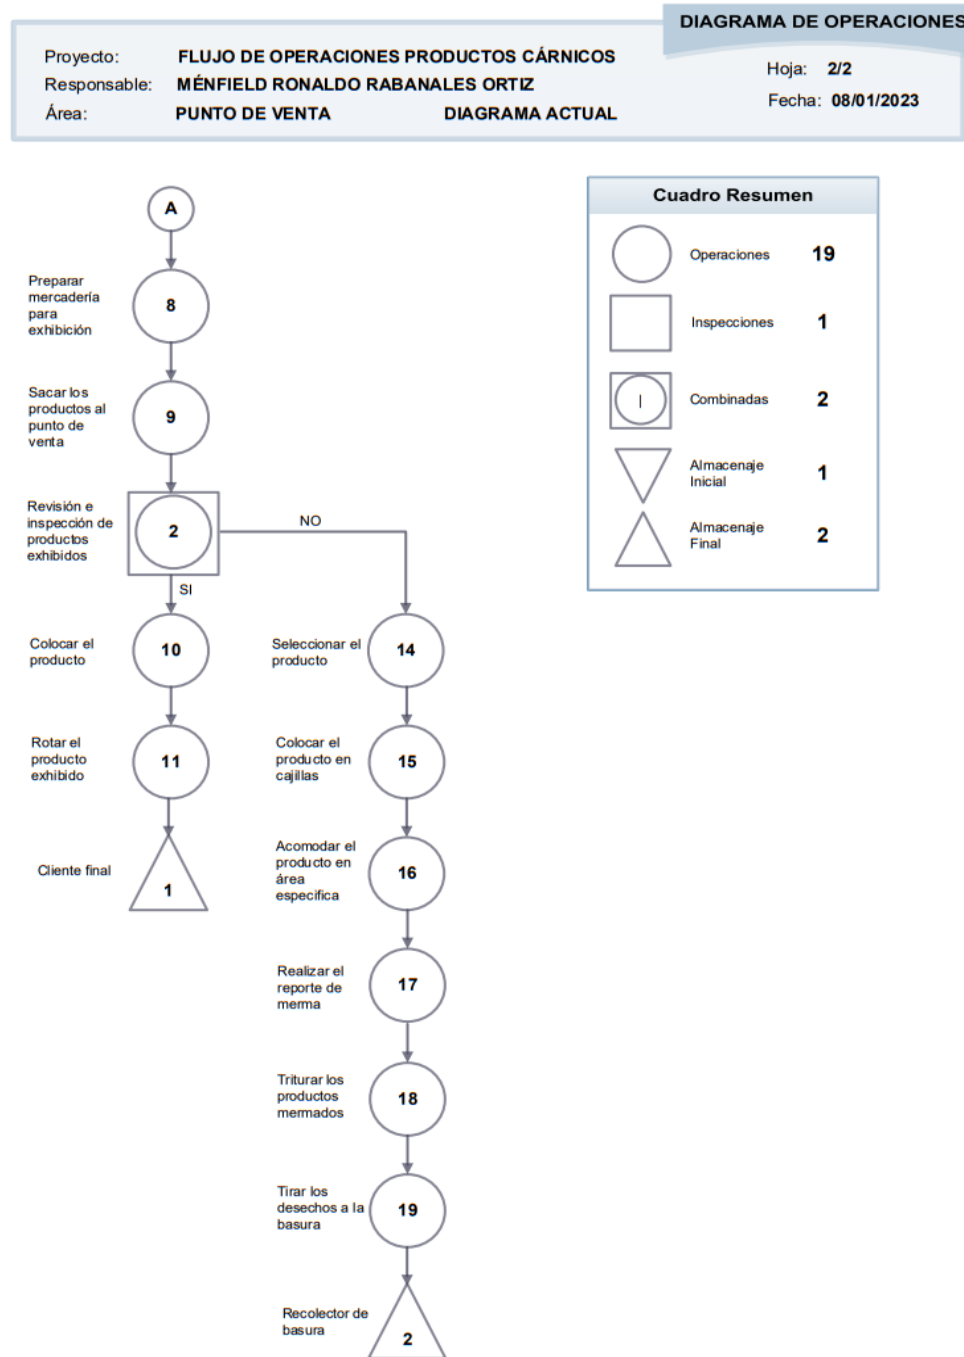 DIAGRAMA DE OPERACIONES
Proyecto: FLUJO DE OPERACIONES PRODUCTOS CÁRNICOS
Hoja: 2/2
Responsable: MÉNFIELD RONALDO RABANALES ORTIZ
Fecha: 08/01/2023
Área: PUNTO DE VENTA DIAGRAMA ACTUAL
Cuadro Resumen
Operaciones 19
Inspecciones 1
| Combinadas 2
Almacenaje
Inicial
1
Almacenaje
Final
2
A
Preparar
mercadería
para
exhibición
8
Sacar los
productos al
punto de
venta
9
Revisión e
inspección de
productos
exhibidos
2
NO
SI
Colocar el
producto
10
Rotar el
producto
exhibido
11
Cliente final
1
Seleccionar el
producto
14
Colocar el
producto en
cajillas
15
Acomodar el
producto en
área
especifica
16
Realizar el
reporte de
merma
17
Triturar los
productos
mermados
18
Tirar los
desechos a la
basura
19
Recolector de
basura
2